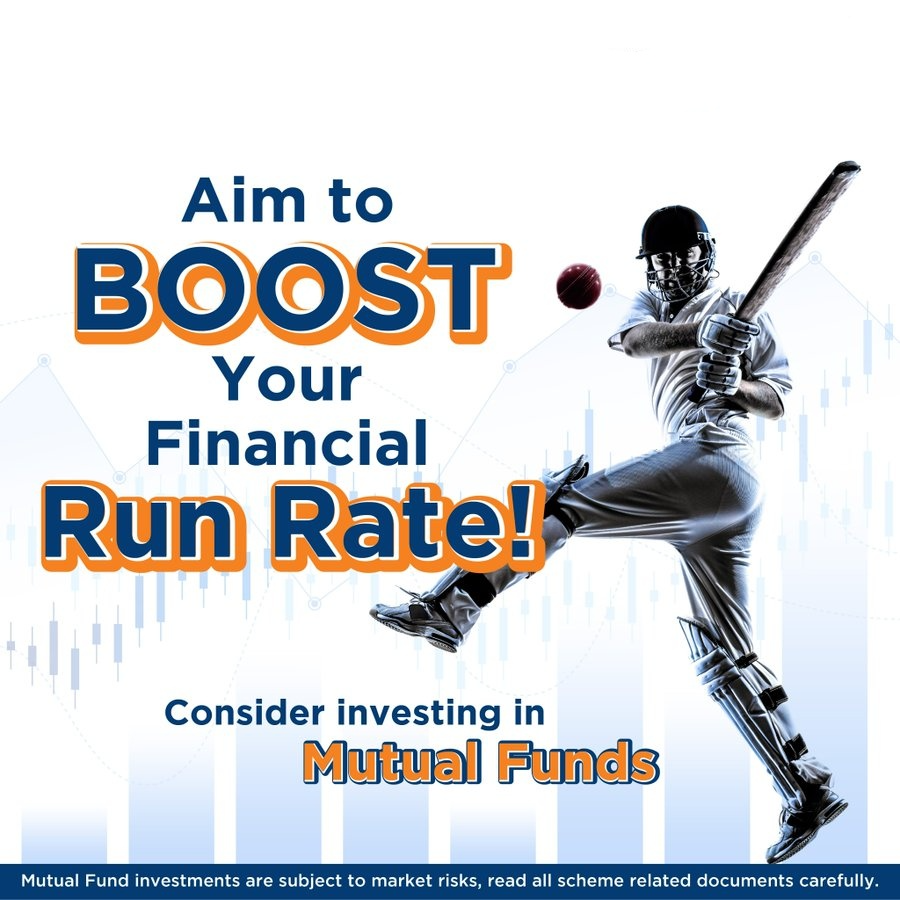 Aim to
BOOST
Your
Financial
Run Rate!
Consider investing in
Mutual Funds
Mutual Fund investments are subject to market risks, read all scheme related documents carefully.